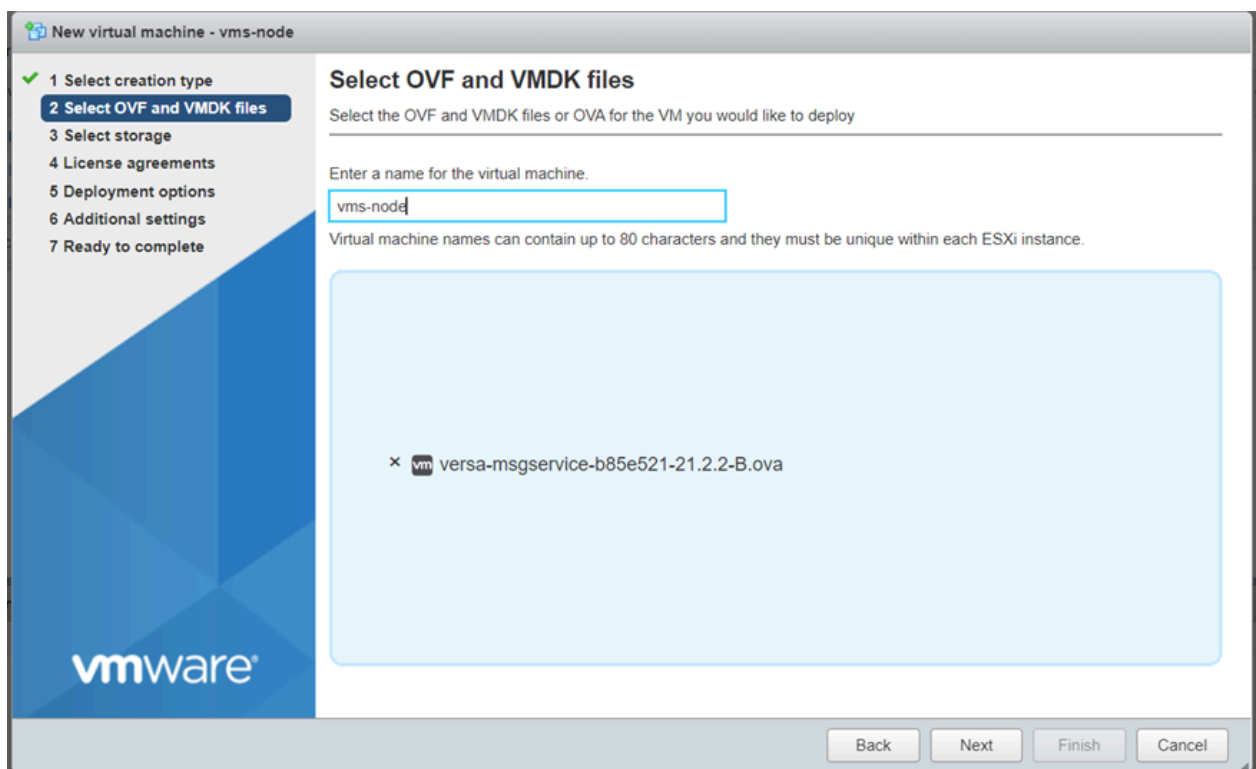 New virtual machine - vms-node
1 Select creation type
2 Select OVF and VMDK files
3 Select storage
4 License agreements
5 Deployment options
6 Additional settings
7 Ready to complete
vmware®
Select OVF and VMDK files
Select the OVF and VMDK files or OVA for the VM you would like to deploy
Enter a name for the virtual machine.
vms-node
Virtual machine names can contain up to 80 characters and they must be unique within each ESXi instance.
× vm versa-msgservice-b85e521-21.2.2-B.ova
Back Next Finish Cancel